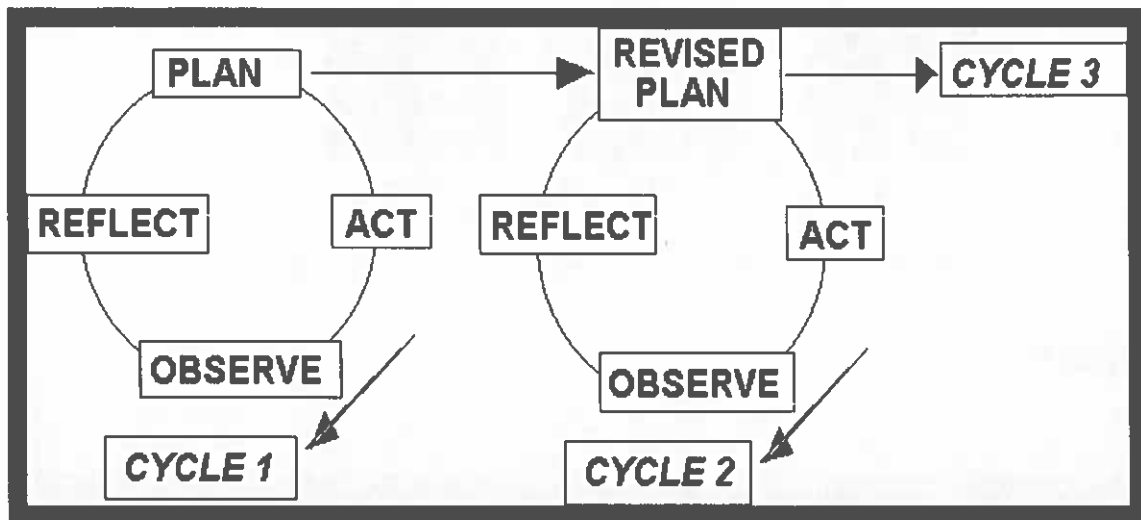 PLAN
REVISED
PLAN
CYCLE 3
REFLECT
ACT
REFLECT
ACT
OBSERVE
OBSERVE
CYCLE 1
CYCLE 2